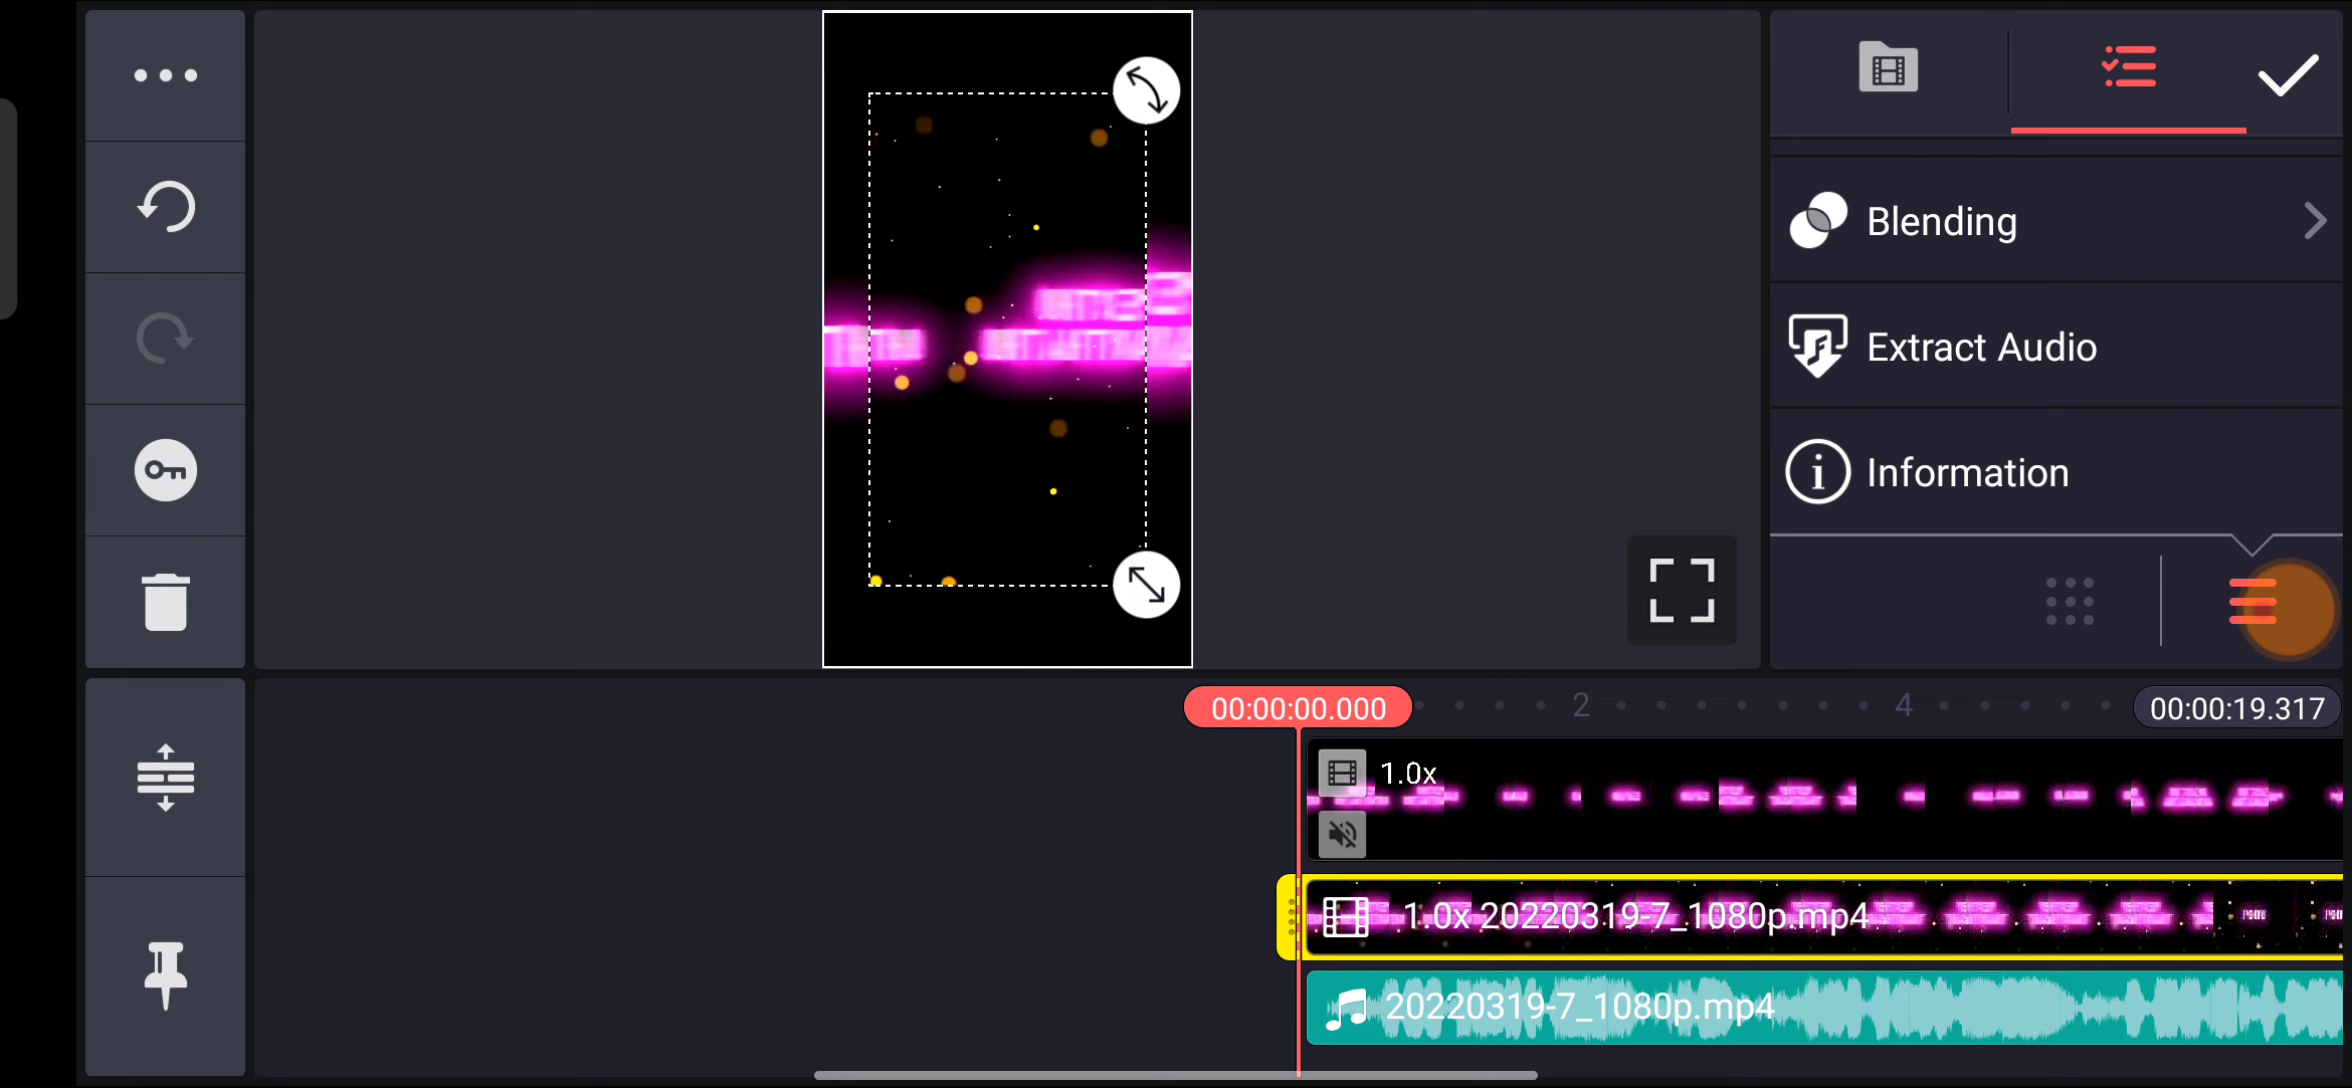 Blending
Extract Audio
Information
00:00:00.000
2
4
00:00:19.317
1.0x
1.0x 20220319-7_1080p.mp4
20220319-7_1080p.mp4